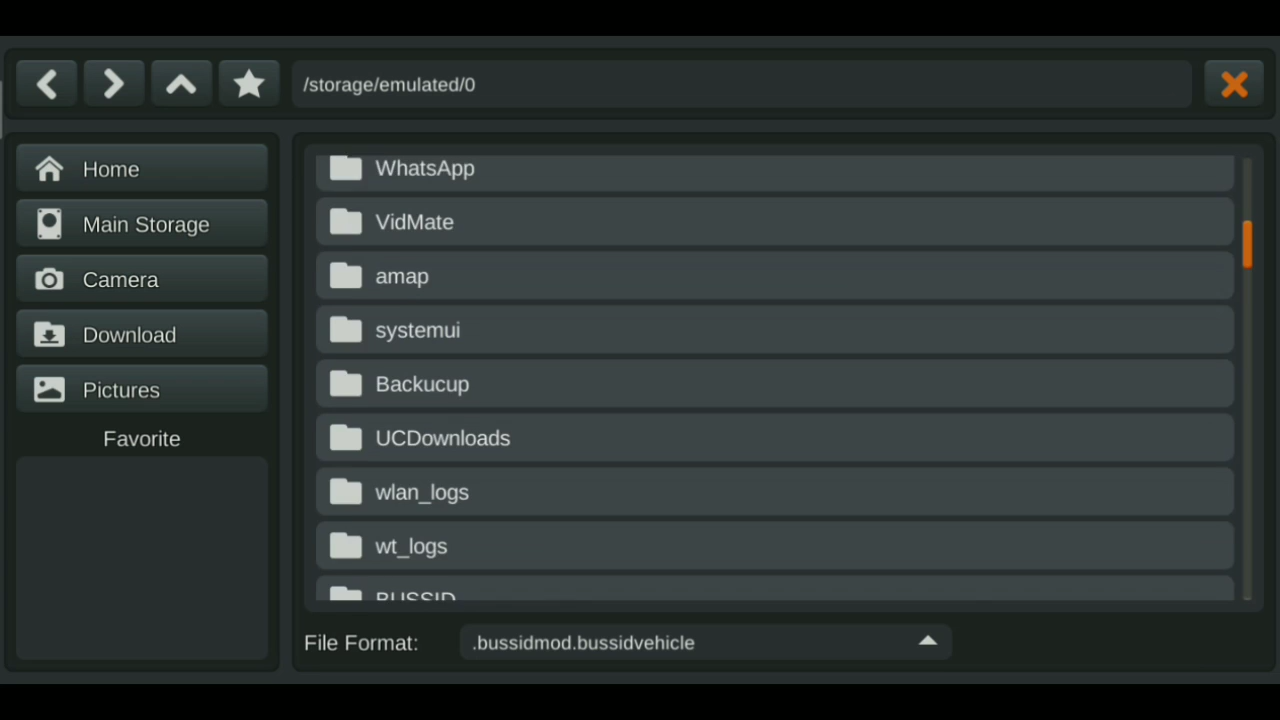 /storage/emulated/0
Home
Main Storage
Camera
Download
Pictures
Favorite
WhatsApp
VidMate
amap
systemui
Backucup
UCDownloads
wlan_logs
wt_logs
BUSSID
File Format:
.bussidmod.bussidvehicle